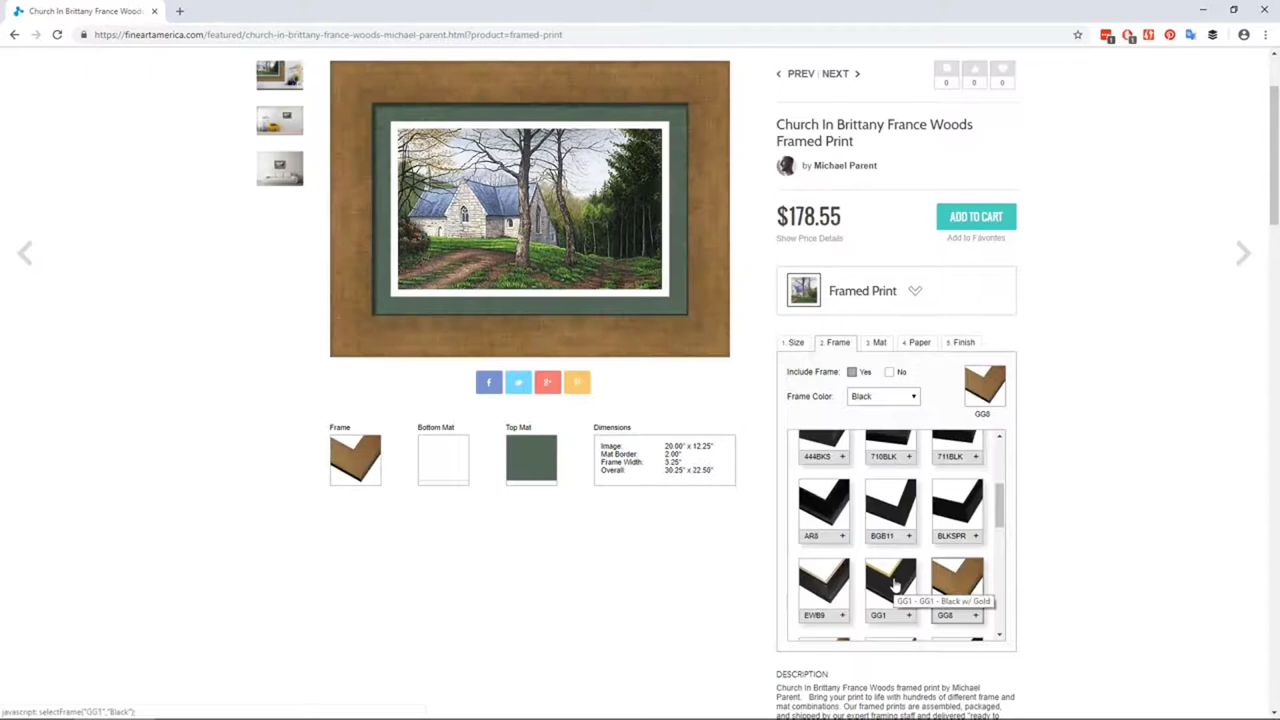 Church In Brittany France Wood
https://fineartamerica.com/featured/church-in-brittany-france-woods-michael-parent.html?product=framed-print
1
1
PREV | NEXT
0 0 0
Church In Brittany France Woods
Framed Print
by Michael Parent
$178.55
ADD TO CART
Show Price Details
Add to Favorites
Framed Print
1. Size
2. Frame
3. Mat
4. Paper
5. Finish
Include Frame: Yes No
Frame Color: Black
GG8
f
g+
Frame
Bottom Mat
Top Mat
Dimensions
Image: 20.00" x 12.25"
Mat Border: 2.00"
Frame Width: 3.25"
Overall: 30.25" x 22.50"
444BKS + 710BLK + 711BLK +
AR8 + BGB11 + BLKSPR +
GG1 - GG1 - Black w/ Gold
EWB9 + GG1 + GG8 +
DESCRIPTION
Church In Brittany France Woods framed print by Michael
Parent. Bring your print to life with hundreds of different frame and
mat combinations. Our framed prints are assembled, packaged,
and shipped by our expert framing staff and delivered "ready to
javascript: selectFrame("GG1","Black");